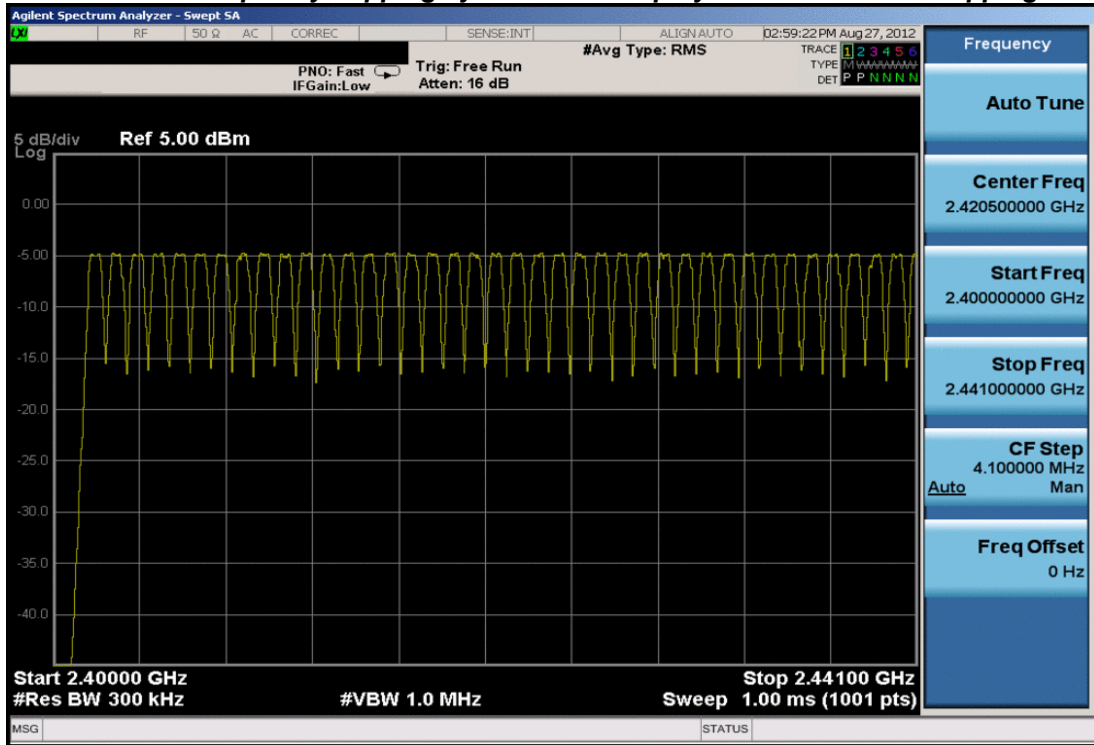 Agilent Spectrum Analyzer - Swept SA
LXI RF 50 Ω AC CORREC SENSE:INT ALIGN AUTO 02:59:22 PM Aug 27, 2012
#Avg Type: RMS
TRACE 1 2 3 4 5 6
PNO: Fast Trig: Free Run
TYPE M W W W W W
IFGain:Low Atten: 16 dB
DET P P N N N N
5 dB/div Ref 5.00 dBm
Log
0.00
-5.00
-10.0
-15.0
-20.0
-25.0
-30.0
-35.0
-40.0
Start 2.40000 GHz Stop 2.44100 GHz
#Res BW 300 kHz #VBW 1.0 MHz Sweep 1.00 ms (1001 pts)
MSG STATUS
Frequency
Auto Tune
Center Freq
2.420500000 GHz
Start Freq
2.400000000 GHz
Stop Freq
2.441000000 GHz
CF Step
4.100000 MHz
Auto Man
Freq Offset
0 Hz